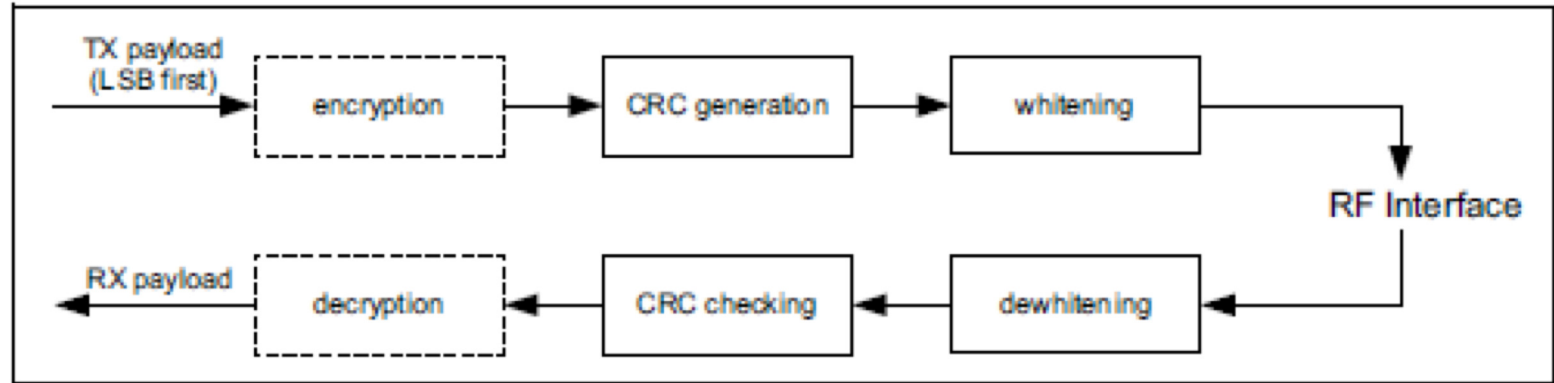 TX payload
(LSB first)
encryption
CRC generation
whitening
RF Interface
RX payload
decryption
CRC checking
dewhitening